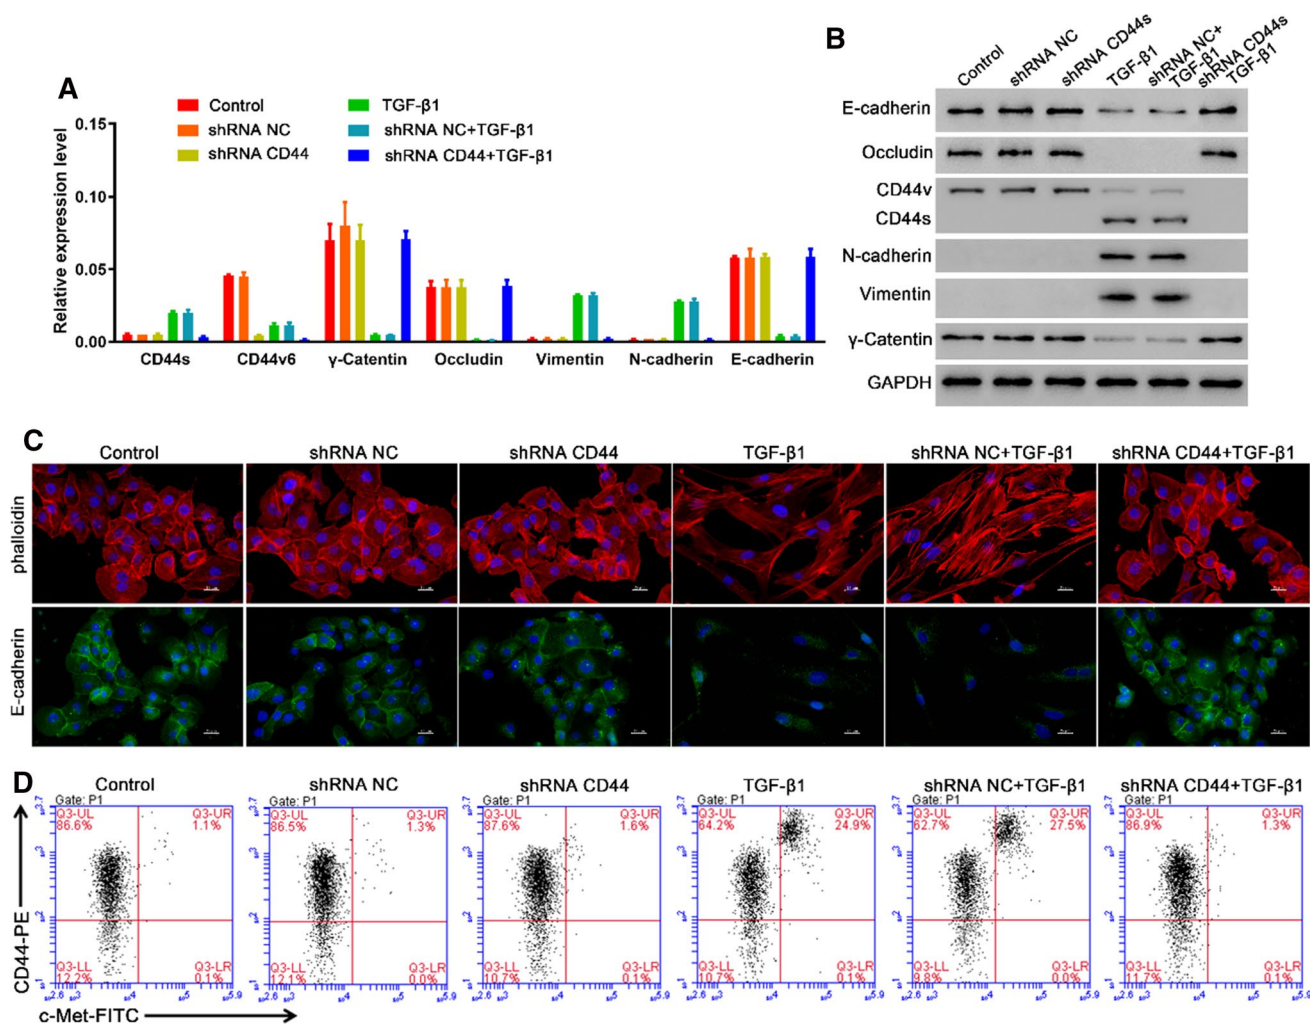 A
Control
shRNA NC
shRNA CD44
TGF-β1
shRNA NC+TGF-β1
shRNA CD44+TGF-β1
Relative expression level
0.15
0.10
0.05
0.00
CD44s
CD44v6
γ-Catentin
Occludin
Vimentin
N-cadherin
E-cadherin
B
Control
shRNA NC
shRNA CD44s
TGF-β1
shRNA NC+
TGF-β1
shRNA CD44s
TGF-β1
E-cadherin
Occludin
CD44v
CD44s
N-cadherin
Vimentin
γ-Catentin
GAPDH
C
Control
shRNA NC
shRNA CD44
TGF-β1
shRNA NC+TGF-β1
shRNA CD44+TGF-β1
phalloidin
E-cadherin
D
Control
shRNA NC
shRNA CD44
TGF-β1
shRNA NC+TGF-β1
shRNA CD44+TGF-β1
Gate: P1
Q3-UL
86.6%
Q3-UR
1.1%
Q3-LL
12.2%
Q3-LR
0.1%
Gate: P1
Q3-UL
86.5%
Q3-UR
1.3%
Q3-LL
12.1%
Q3-LR
0.0%
Gate: P1
Q3-UL
87.6%
Q3-UR
1.6%
Q3-LL
10.7%
Q3-LR
0.1%
Gate: P1
Q3-UL
64.2%
Q3-UR
24.9%
Q3-LL
10.7%
Q3-LR
0.1%
Gate: P1
Q3-UL
62.7%
Q3-UR
27.5%
Q3-LL
9.8%
Q3-LR
0.0%
Gate: P1
Q3-UL
86.9%
Q3-UR
1.3%
Q3-LL
11.7%
Q3-LR
0.1%
CD44-PE
c-Met-FITC